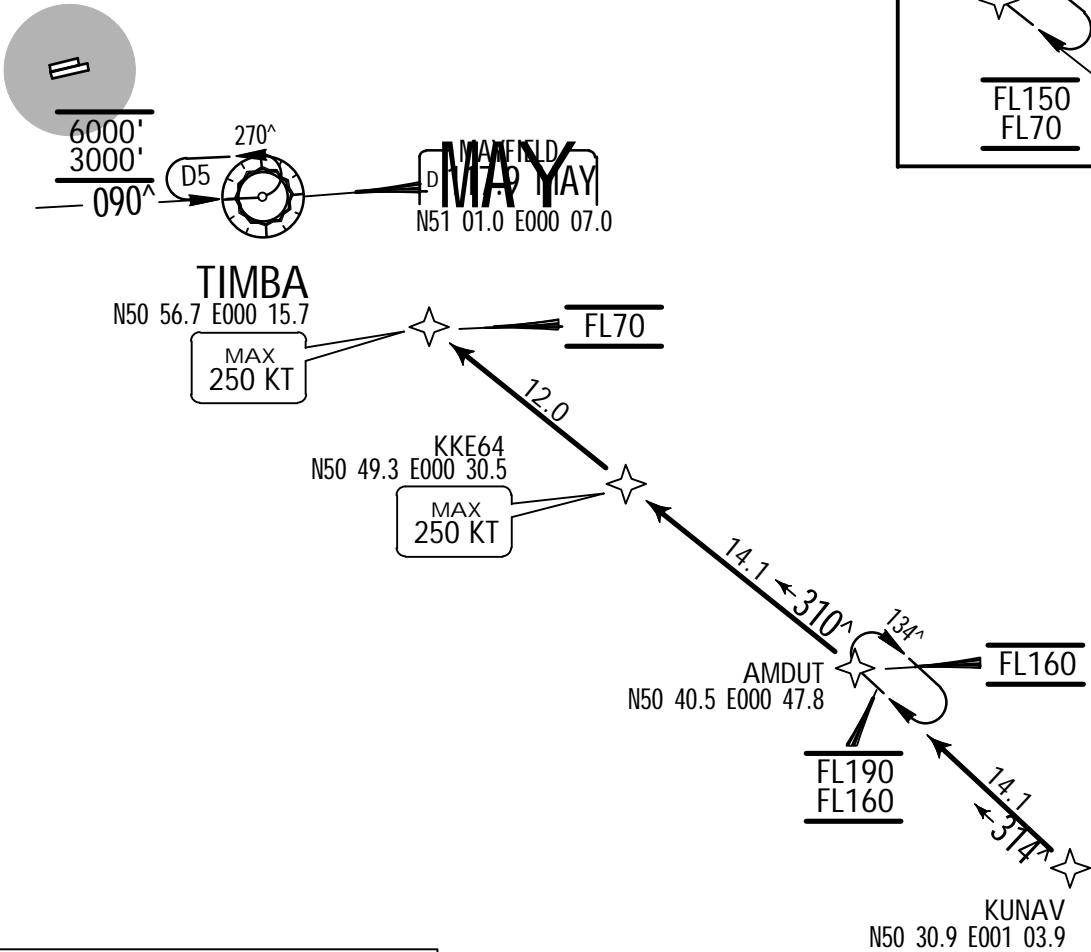 FL150
FL70
6000'
3000'
270^
D5
090^
MAYFIELD
D
MAY
MAY
N51 01.0 E000 07.0
TIMBA
N50 56.7 E000 15.7
MAX
250 KT
FL70
12.0
KKE64
N50 49.3 E000 30.5
MAX
250 KT
14.1
310^
134^
AMDUT
N50 40.5 E000 47.8
FL160
FL190
FL160
14.1
314^
KUNAV
N50 30.9 E001 03.9